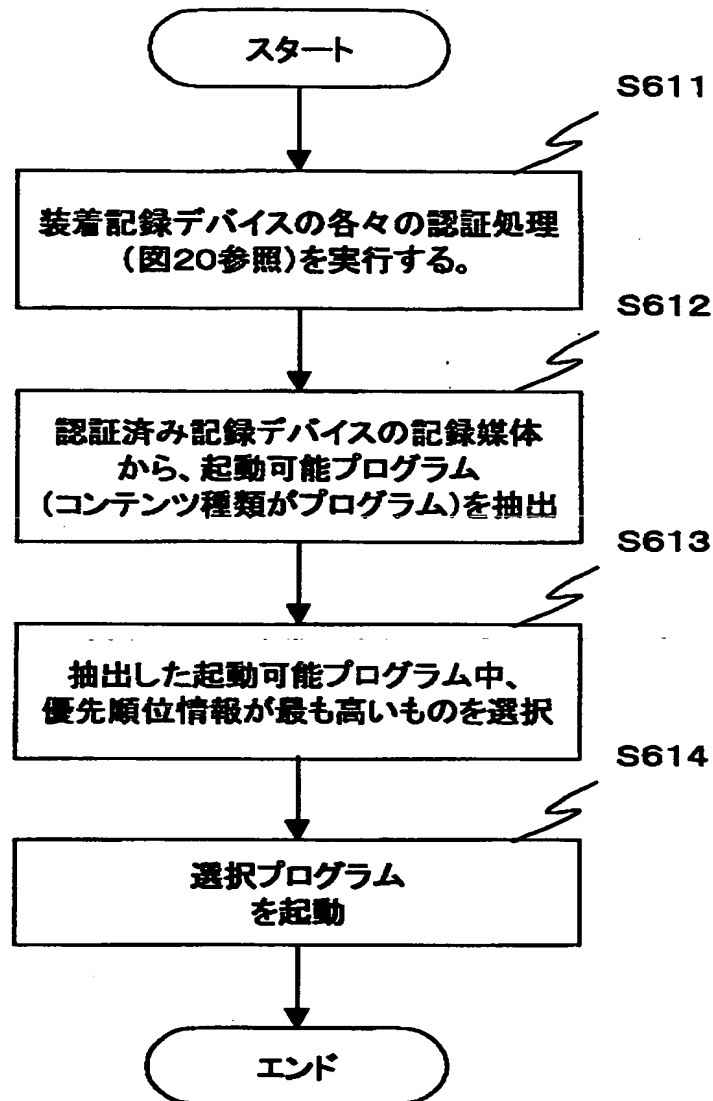 スタート
S611
装着記録デバイスの各々の認証処理
(図20参照)を実行する。
S612
認証済み記録デバイスの記録媒体
から、起動可能プログラム
(コンテンツ種類がプログラム)を抽出
S613
抽出した起動可能プログラム中、
優先順位情報が最も高いものを選択
S614
選択プログラム
を起動
エンド